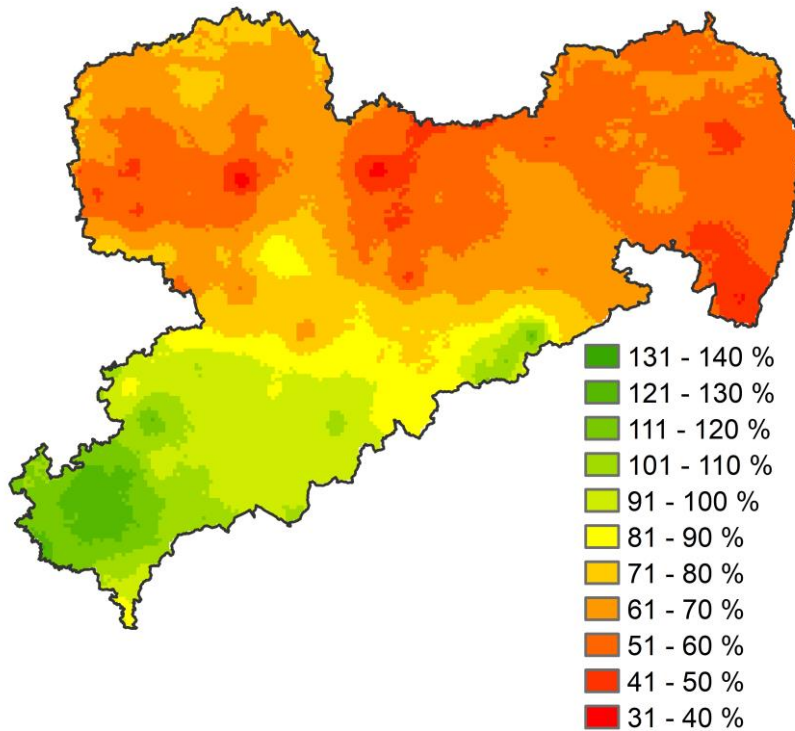 131 - 140 %
121 - 130 %
111 - 120 %
101 - 110 %
91 - 100 %
81 - 90 %
71 - 80 %
61 - 70 %
51 - 60 %
41 - 50 %
31 - 40 %